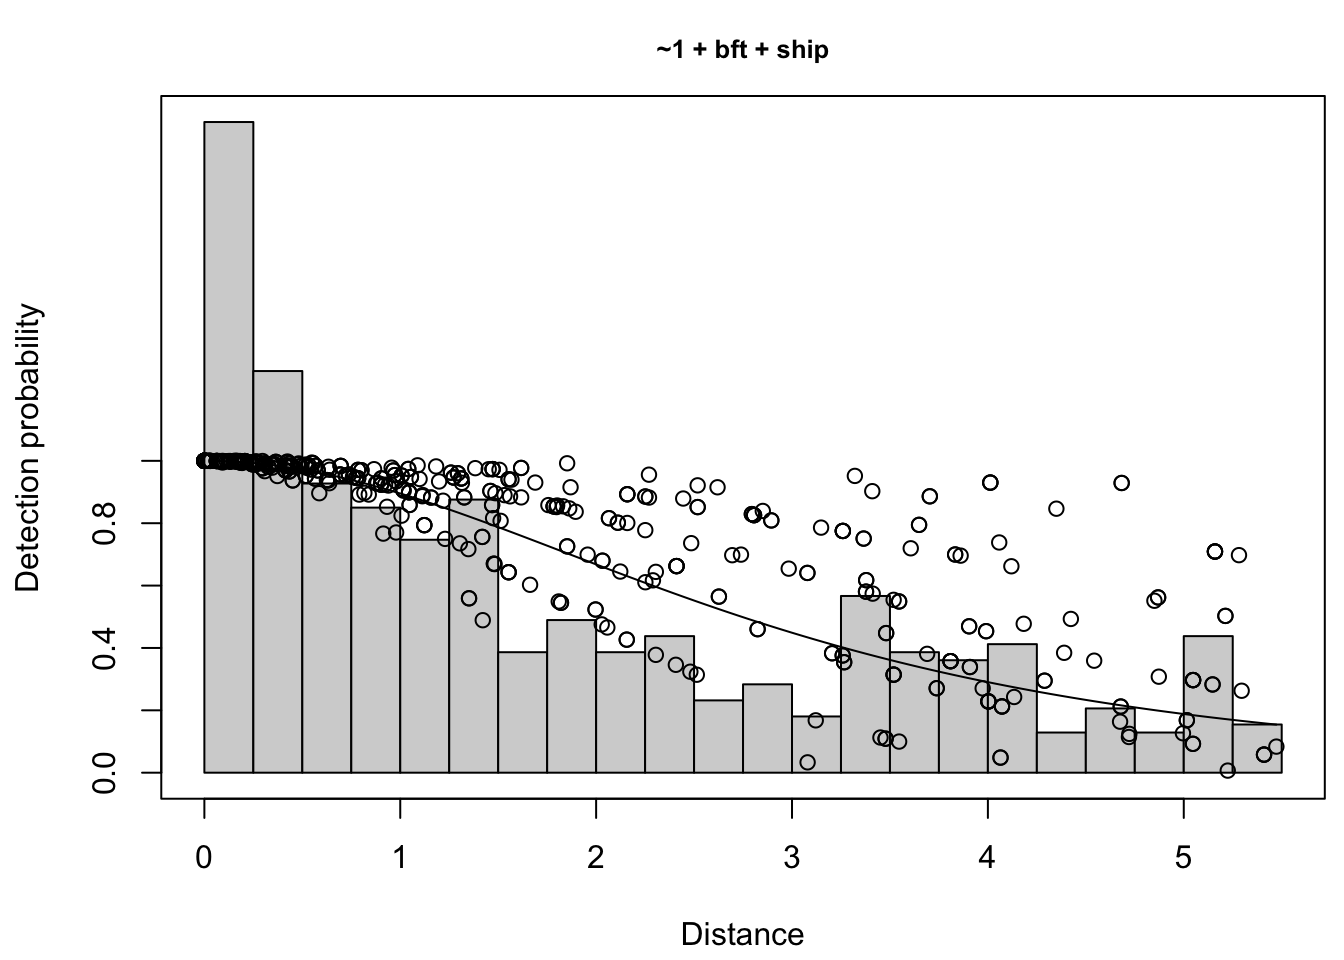 ~1 + bft + ship
Detection probability
0.8
0.4
0.0
0 1 2 3 4 5
Distance